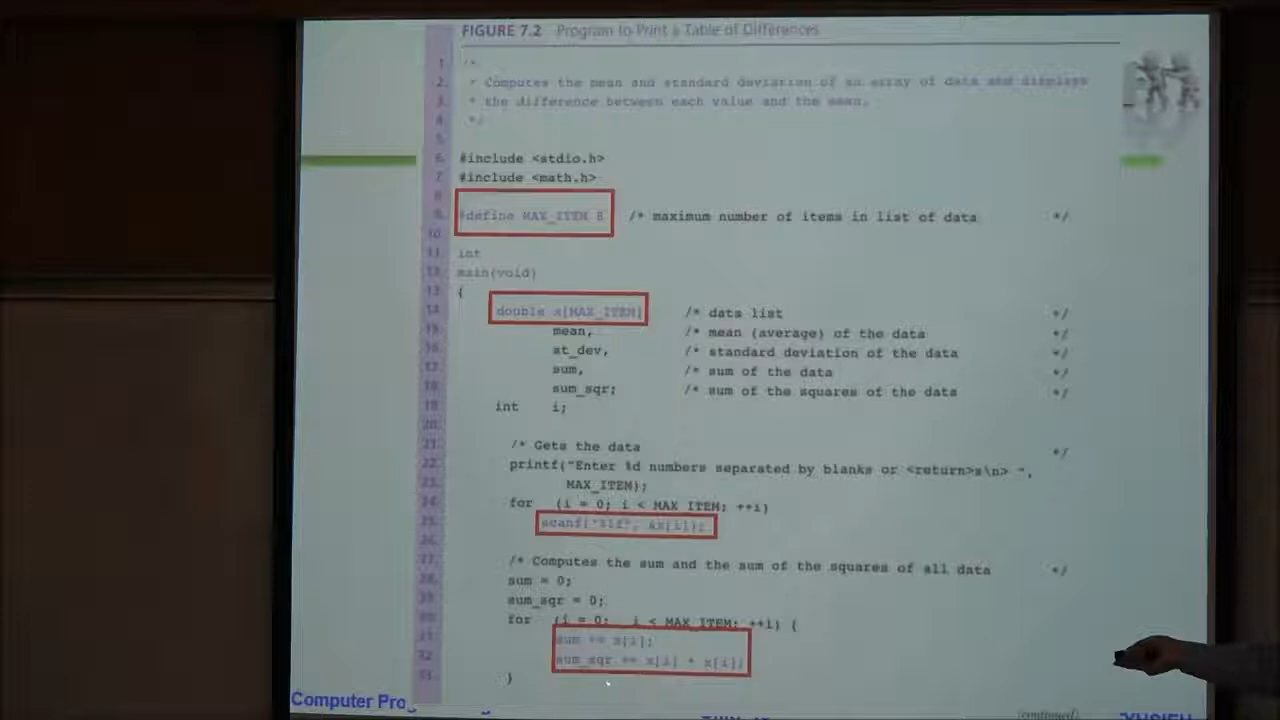 FIGURE 7.2 Program to Print a Table of Differences
1. /*
2. * Computes the mean and standard deviation of an array of data and displays
3. * the difference between each value and the mean.
4. */
5.
6. #include <stdio.h>
7. #include <math.h>
8.
9. #define MAX_ITEM 8 /* maximum number of items in list of data */
10.
11. int
12. main(void)
13. {
14. double x[MAX_ITEM] /* data list */
15. mean, /* mean (average) of the data */
16. st_dev, /* standard deviation of the data */
17. sum, /* sum of the data */
18. sum_sqr; /* sum of the squares of the data */
19. int i;
20.
21. /* Gets the data */
22. printf("Enter %d numbers separated by blanks or <return>s\n> ",
23. MAX_ITEM);
24. for (i = 0; i < MAX_ITEM; ++i)
25. scanf("%lf", &x[i]);
26.
27. /* Computes the sum and the sum of the squares of all data */
28. sum = 0;
29. sum_sqr = 0;
30. for (i = 0; i < MAX_ITEM; ++i) {
31. sum += x[i];
32. sum_sqr += x[i] * x[i];
33. }
(continued)
Computer